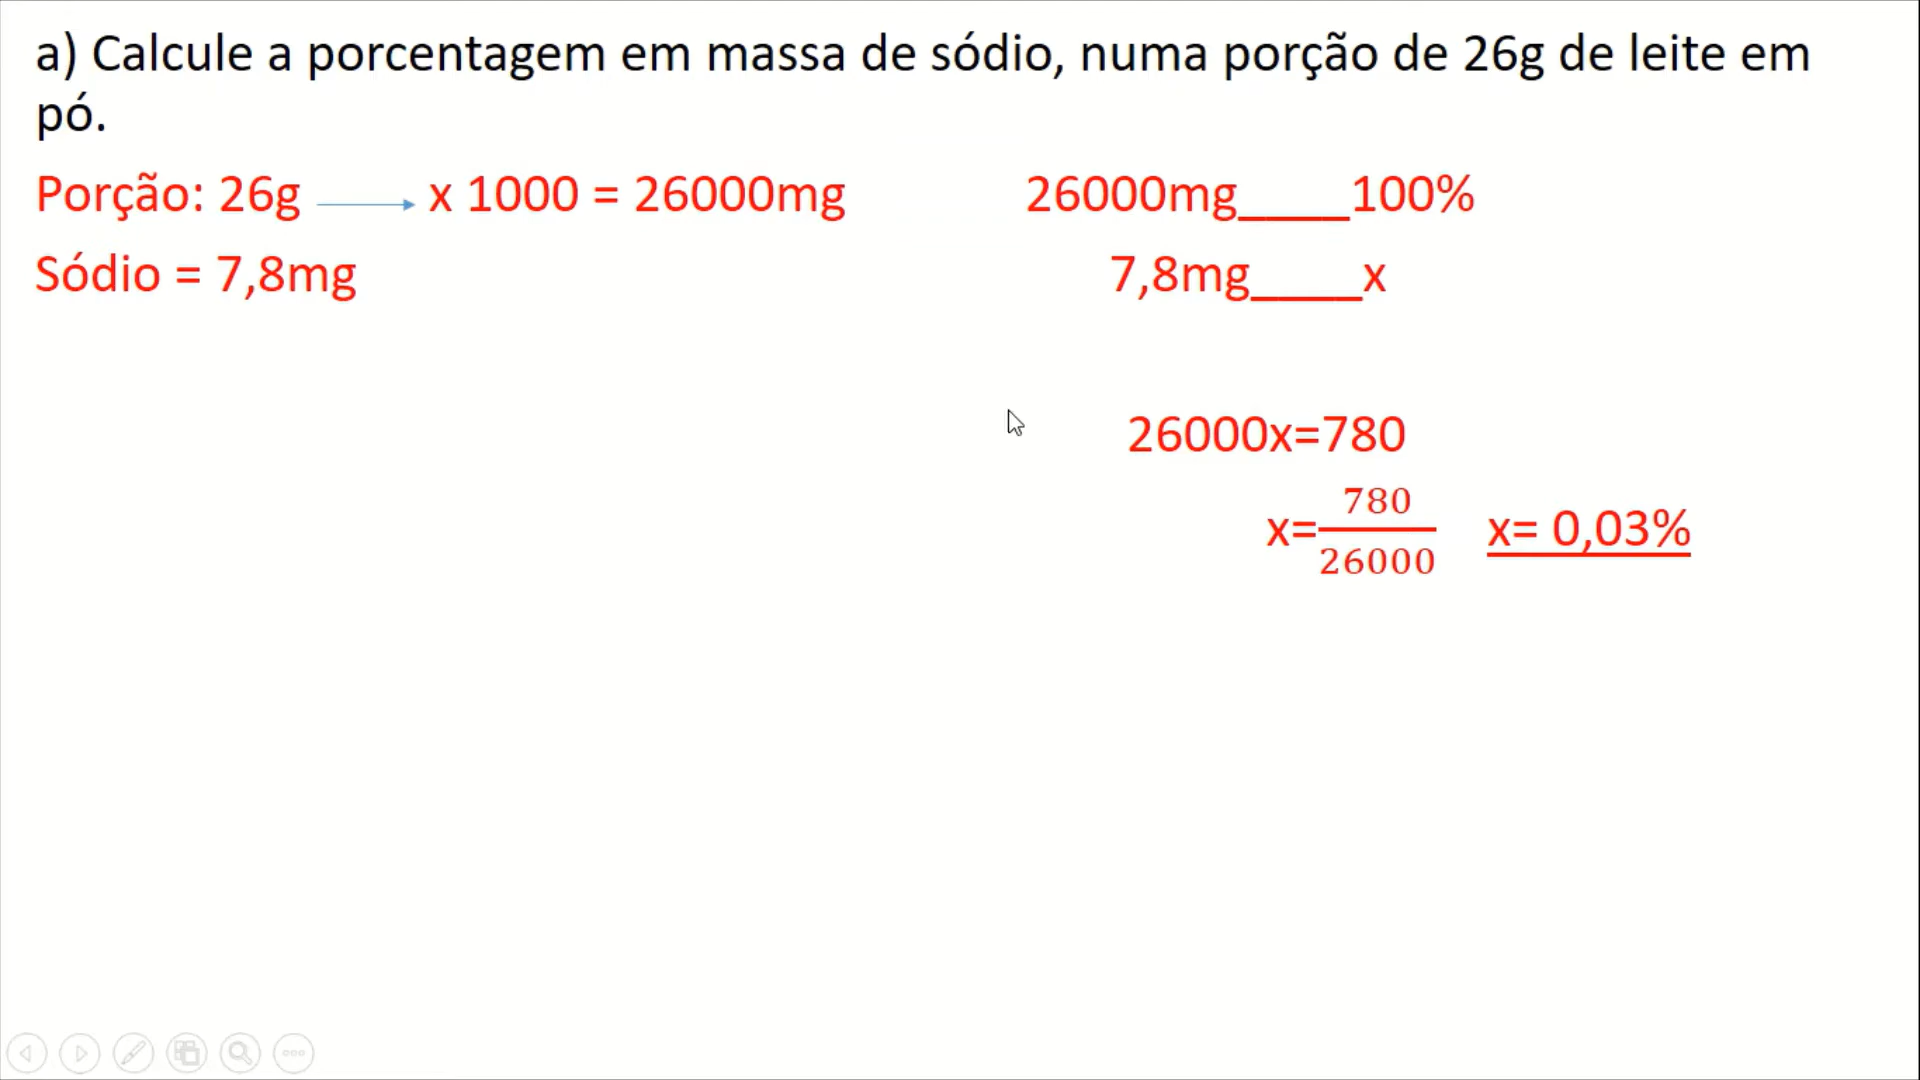 a) Calcule a porcentagem em massa de sódio, numa porção de 26g de leite em
pó.
Porção: 26g → x 1000 = 26000mg
26000mg____100%
Sódio = 7,8mg
7,8mg____x
26000x=780
x=780/26000
x= 0,03%